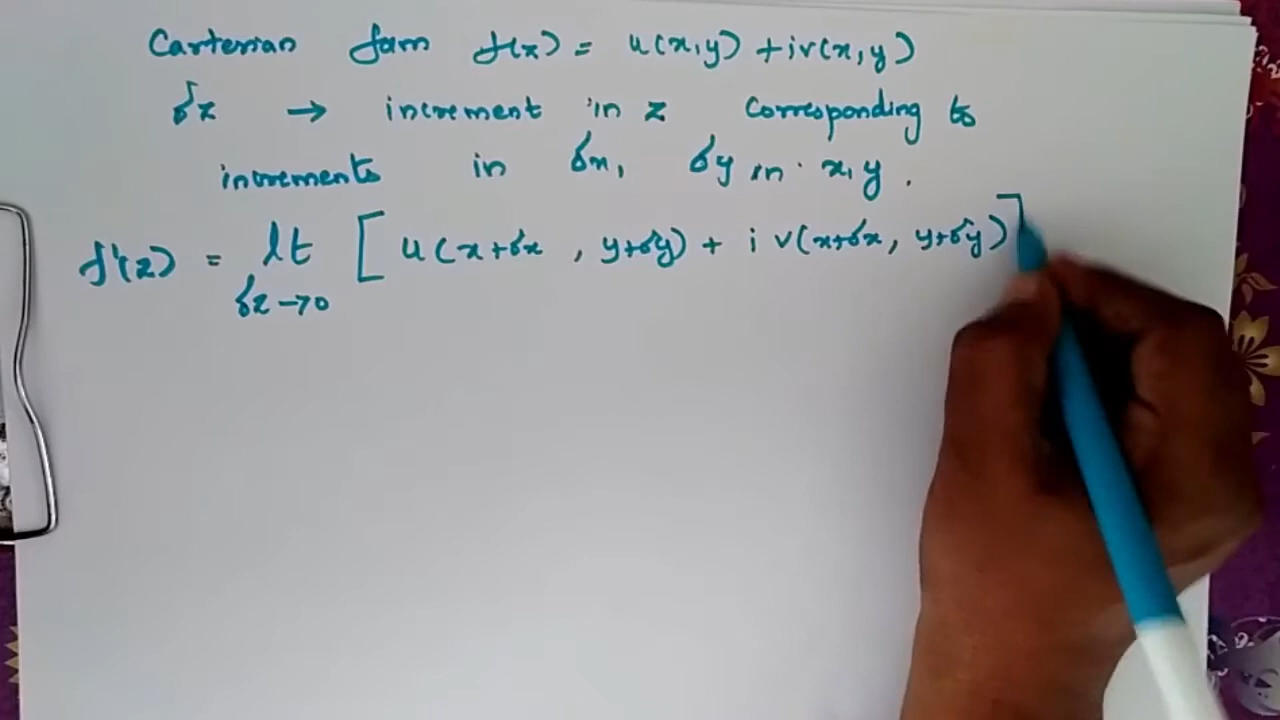 Carterian form f(z) = u(x,y) + iv(x,y)
δz → increment in z corresponding to
increments in δx, δy in x,y.
f'(z) = lt [ u(x+δx , y+δy) + i v(x+δx, y+δy) ]
δz→0